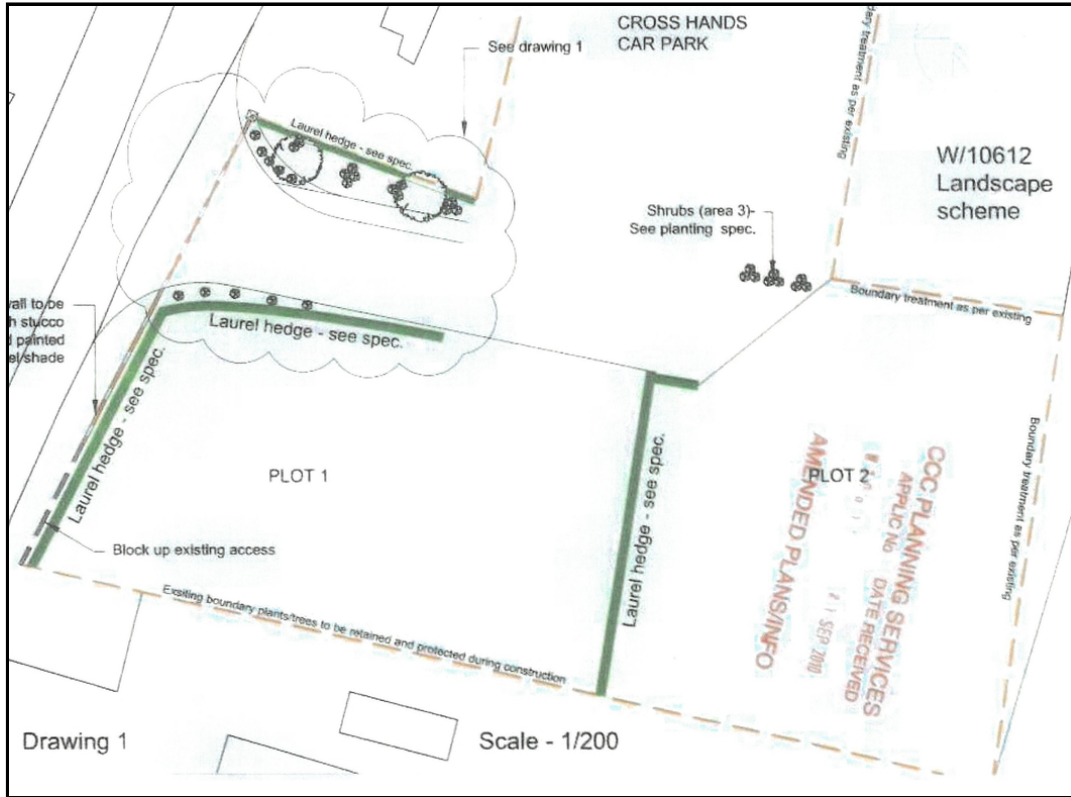 CROSS HANDS
CAR PARK
See drawing 1
dary treatment as per existing
Laurel hedge - see spec.
W/10612
Landscape
scheme
Shrubs (area 3)-
See planting spec.
Boundary treatment as per existing
wall to be
h stucco
d painted
el/shade
Laurel hedge - see spec.
Laurel hedge - see spec.
PLOT 1
Laurel hedge - see spec.
PLOT 2
Boundary treatment as per existing
CCC PLANNING SERVICES
APPLIC No
DATE RECEIVED
21 SEP 2010
AMENDED PLANS/INFO
Block up existing access
Exsiting boundary plants/trees to be retained and protected during construction
Drawing 1
Scale - 1/200